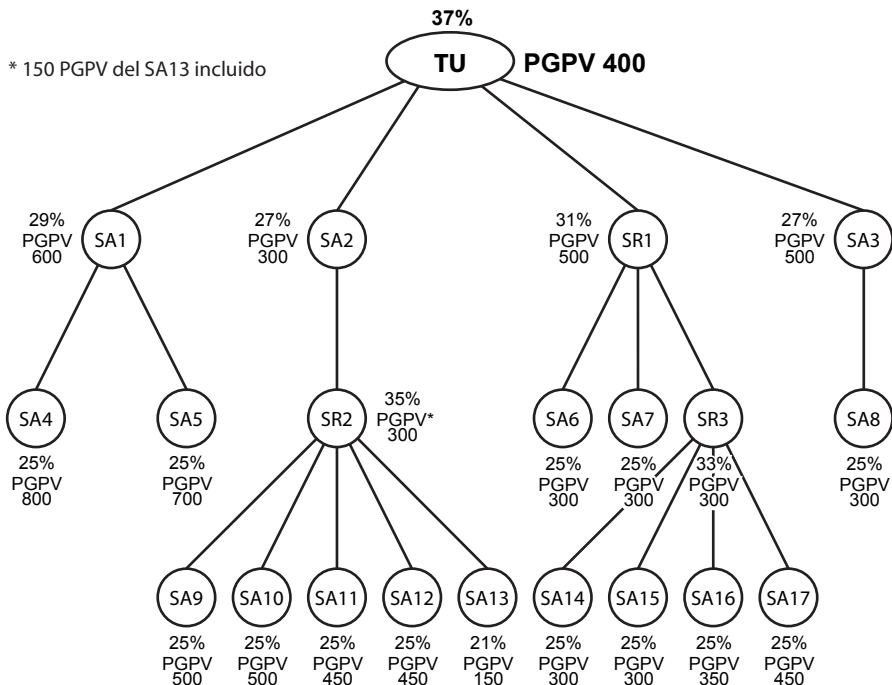 37%
* 150 PGPV del SA13 incluido
TU
PGPV 400
29%
PGPV
600
SA1
27%
PGPV
300
SA2
31%
PGPV
500
SR1
27%
PGPV
500
SA3
SA4
25%
PGPV
800
SA5
25%
PGPV
700
SR2
35%
PGPV*
300
SA6
25%
PGPV
300
SA7
25%
PGPV
300
SR3
33%
PGPV
300
SA8
25%
PGPV
300
SA9
25%
PGPV
500
SA10
25%
PGPV
500
SA11
25%
PGPV
450
SA12
25%
PGPV
450
SA13
21%
PGPV
150
SA14
25%
PGPV
300
SA15
25%
PGPV
300
SA16
25%
PGPV
350
SA17
25%
PGPV
450